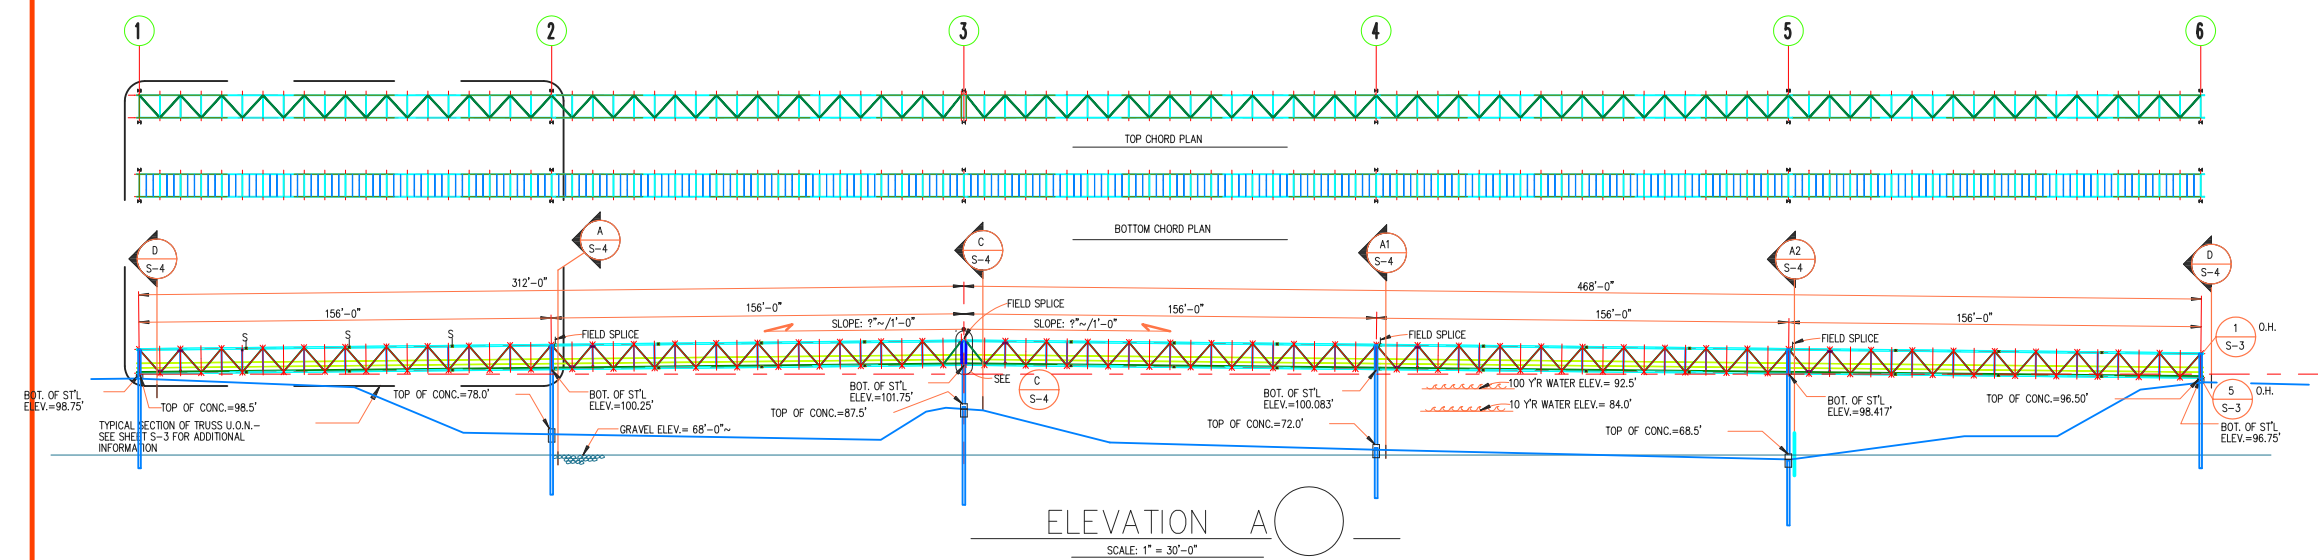 1 2 3 4 5 6
TOP CHORD PLAN
BOTTOM CHORD PLAN
D
S-4
A
S-4
C
S-4
A1
S-4
A2
S-4
D
S-4
312'-0"
468'-0"
156'-0"
156'-0"
156'-0"
156'-0"
156'-0"
FIELD SPLICE
SLOPE: ?"~/1'-0"
SLOPE: ?"~/1'-0"
S S S
FIELD SPLICE
FIELD SPLICE
FIELD SPLICE
1
S-3
O.H.
BOT. OF ST'L
ELEV.=98.75'
TOP OF CONC.=98.5'
TYPICAL SECTION OF TRUSS U.O.N.-
SEE SHEET S-3 FOR ADDITIONAL
INFORMATION
TOP OF CONC.=78.0'
BOT. OF ST'L
ELEV.=100.25'
GRAVEL ELEV.= 68'-0"~
BOT. OF ST'L
ELEV.=101.75'
TOP OF CONC.=87.5'
SEE
C
S-4
BOT. OF ST'L
ELEV.=100.083'
TOP OF CONC.=72.0'
100 Y'R WATER ELEV.= 92.5'
10 Y'R WATER ELEV.= 84.0'
TOP OF CONC.=68.5'
BOT. OF ST'L
ELEV.=98.417'
TOP OF CONC.=96.50'
5
S-3
O.H.
BOT. OF ST'L
ELEV.=96.75'
ELEVATION A
SCALE: 1" = 30'-0"